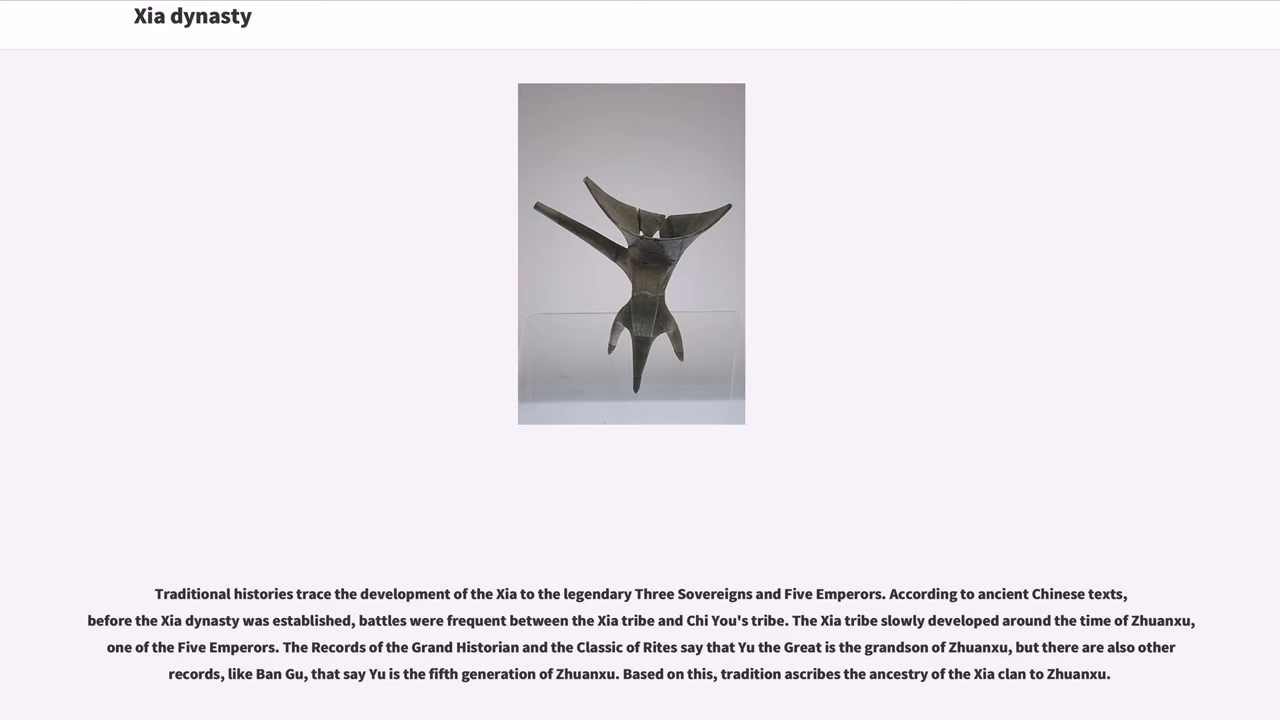 Xia dynasty
Traditional histories trace the development of the Xia to the legendary Three Sovereigns and Five Emperors. According to ancient Chinese texts,
before the Xia dynasty was established, battles were frequent between the Xia tribe and Chi You's tribe. The Xia tribe slowly developed around the time of Zhuanxu,
one of the Five Emperors. The Records of the Grand Historian and the Classic of Rites say that Yu the Great is the grandson of Zhuanxu, but there are also other
records, like Ban Gu, that say Yu is the fifth generation of Zhuanxu. Based on this, tradition ascribes the ancestry of the Xia clan to Zhuanxu.